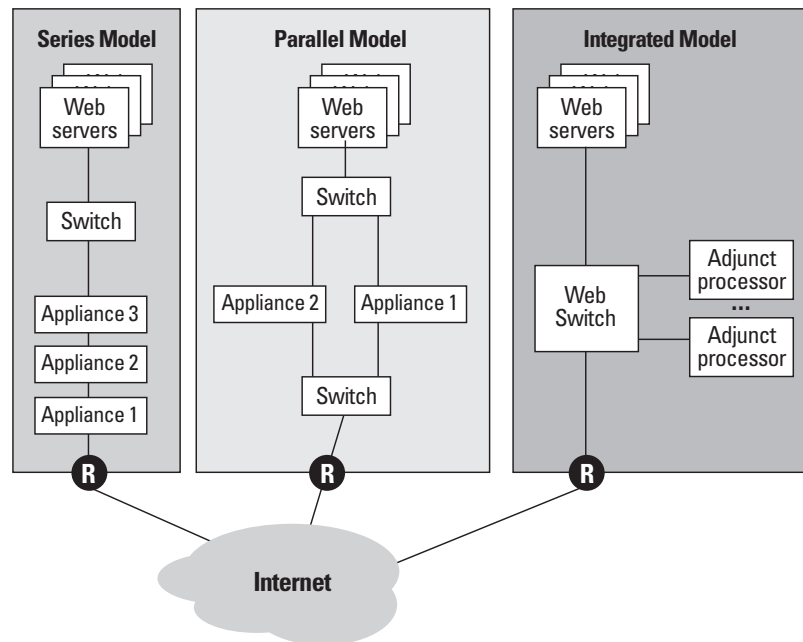 Series Model
Web
servers
Switch
Appliance 3
Appliance 2
Appliance 1
R
Parallel Model
Web
servers
Switch
Appliance 2
Appliance 1
Switch
R
Integrated Model
Web
servers
Web
Switch
Adjunct
processor
...
Adjunct
processor
R
Internet